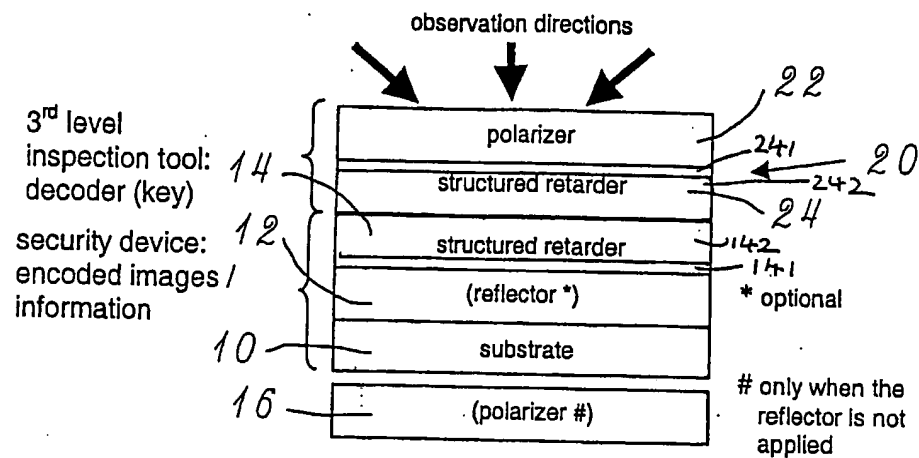 observation directions
22
3rd level
inspection tool:
decoder (key)
polarizer
241
20
14
structured retarder
242
24
security device:
encoded images /
information
12
structured retarder
142
141
(reflector *)
* optional
10
substrate
16
(polarizer #)
# only when the
reflector is not
applied